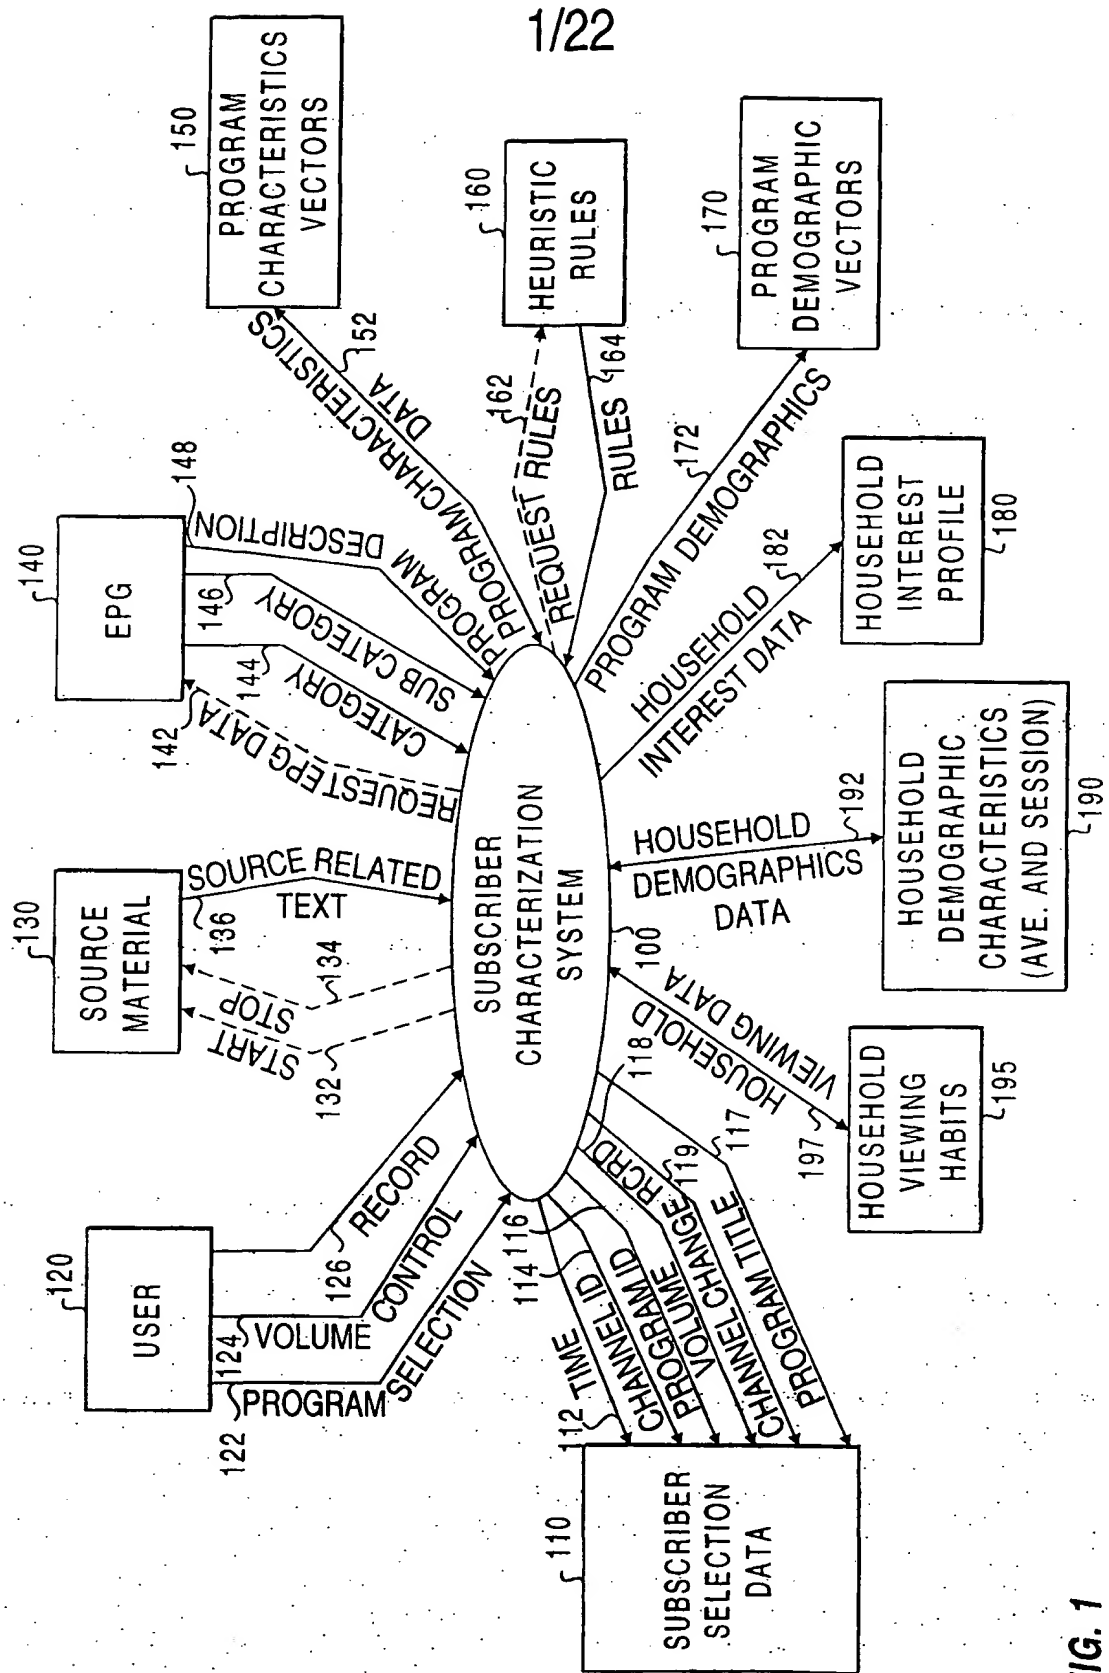 1/22
120
USER
122
PROGRAM
SELECTION
124
VOLUME
CONTROL
126
RECORD
130
SOURCE
MATERIAL
132
START
134
STOP
136
SOURCE RELATED
TEXT
140
EPG
142
REQUEST EPG DATA
144
CATEGORY
146
SUB CATEGORY
148
PROGRAM DESCRIPTION
150
PROGRAM
CHARACTERISTICS
VECTORS
152
PROGRAM CHARACTERISTICS
DATA
160
HEURISTIC
RULES
162
REQUEST RULES
164
RULES
170
PROGRAM
DEMOGRAPHIC
VECTORS
172
PROGRAM DEMOGRAPHICS
SUBSCRIBER
CHARACTERIZATION
SYSTEM
100
110
SUBSCRIBER
SELECTION
DATA
112
TIME
114
CHANNEL ID
116
PROGRAM ID
118
VOLUME RCRD
119
CHANNEL CHANGE
117
PROGRAM TITLE
HOUSEHOLD
VIEWING DATA
197
HOUSEHOLD
VIEWING
HABITS
195
HOUSEHOLD
DEMOGRAPHICS
DATA
192
HOUSEHOLD
DEMOGRAPHIC
CHARACTERISTICS
(AVE. AND SESSION)
190
HOUSEHOLD
INTEREST DATA
182
HOUSEHOLD
INTEREST
PROFILE
180
IG. 1